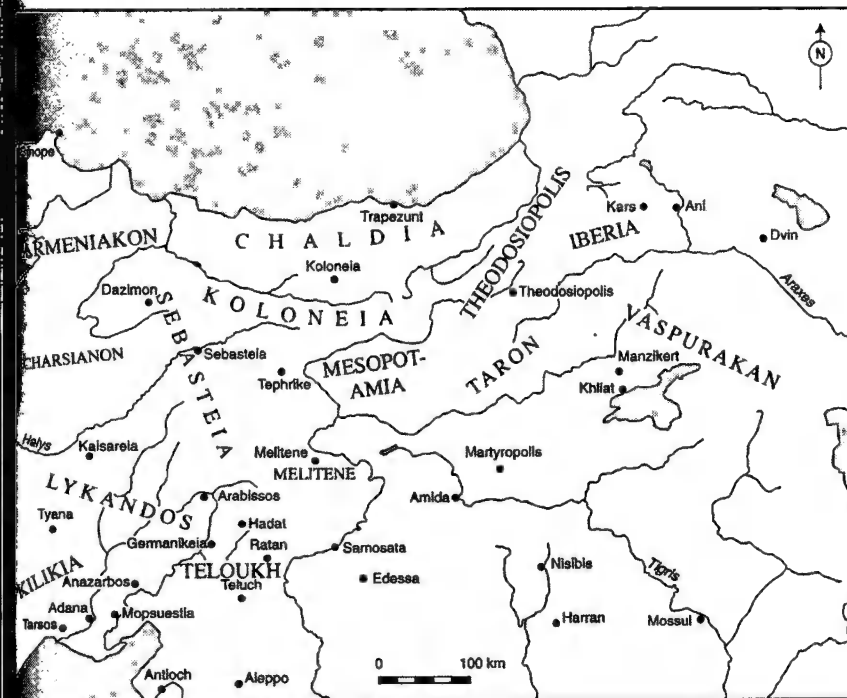 N
Trapezunt
Kars
Ani
CHALDIA
IBERIA
Dvin
ARMENIAKON
THEODOSIOPOLIS
Koloneia
Dazimon
KOLONEIA
Theodosiopolis
Araxes
SEBASTEIA
VASPURAKAN
CHARSIANON
Sebasteia
MESOPOT-
AMIA
TARON
Manzikert
Tephrike
Khliat
Halys
Kaisareia
Melitene
MELITENE
Martyropolis
LYKANDOS
Arabissos
Amida
Tyana
Hadat
Germanikeia
Ratan
Samosata
Nisibis
Tigris
KILIKIA
TELOUKH
Edessa
Anazarbos
Teluch
Adana
Mopsuestia
Tarsos
Harran
Mossul
Antioch
Aleppo
0 100 km